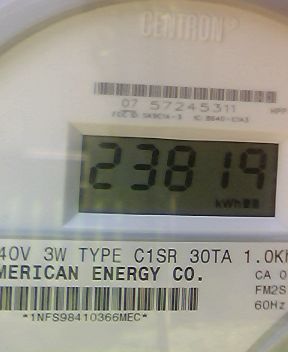 CENTRON®
07 57245311
23819
kWh
40V 3W TYPE C1SR 30TA 1.0Kh
MERICAN ENERGY CO.
CA 0
FM2S
60Hz
*1NFS98410366MEC*